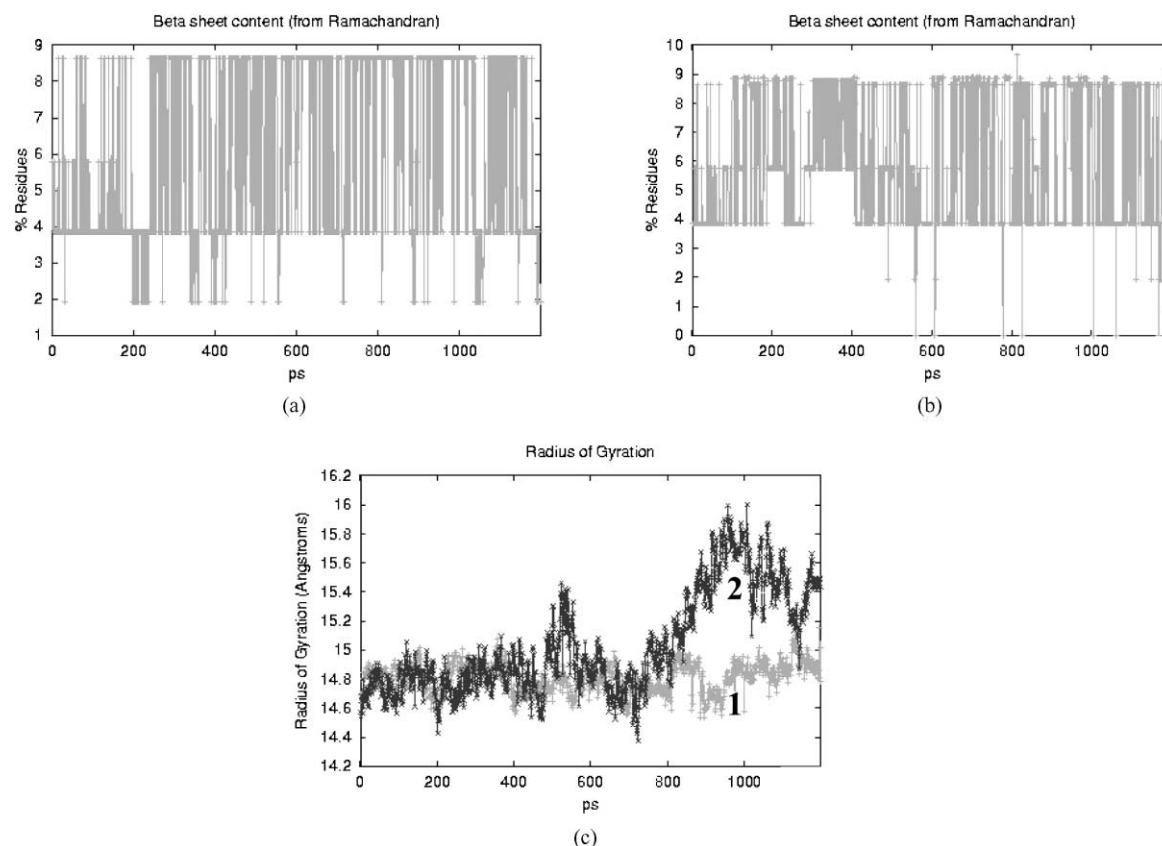 Beta sheet content (from Ramachandran)
% Residues
9
8
7
6
5
4
3
2
1
0 200 400 600 800 1000
ps
(a)
Beta sheet content (from Ramachandran)
% Residues
10
9
8
7
6
5
4
3
2
1
0
0 200 400 600 800 1000
ps
(b)
Radius of Gyration
Radius of Gyration (Angstroms)
16.2
16
15.8
15.6
15.4
15.2
15
14.8
14.6
14.4
14.2
2
1
0 200 400 600 800 1000
ps
(c)